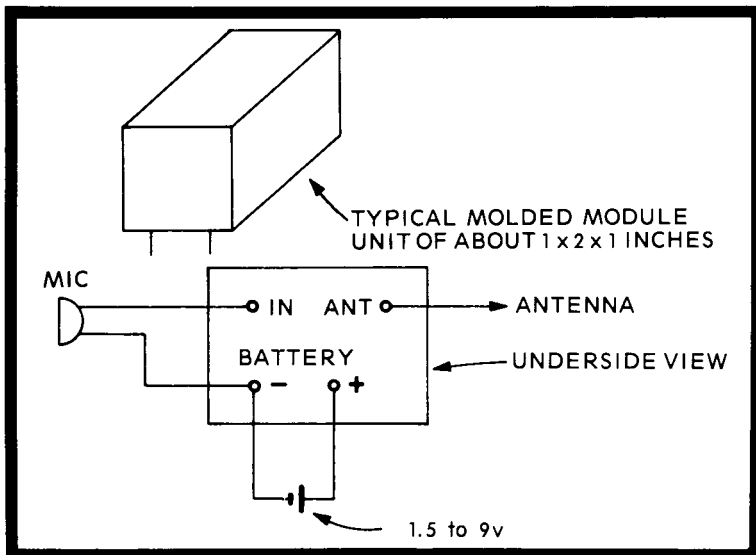 TYPICAL MOLDED MODULE
UNIT OF ABOUT 1 x 2 x 1 INCHES
MIC
IN ANT
ANTENNA
BATTERY
UNDERSIDE VIEW
- +
1.5 to 9v